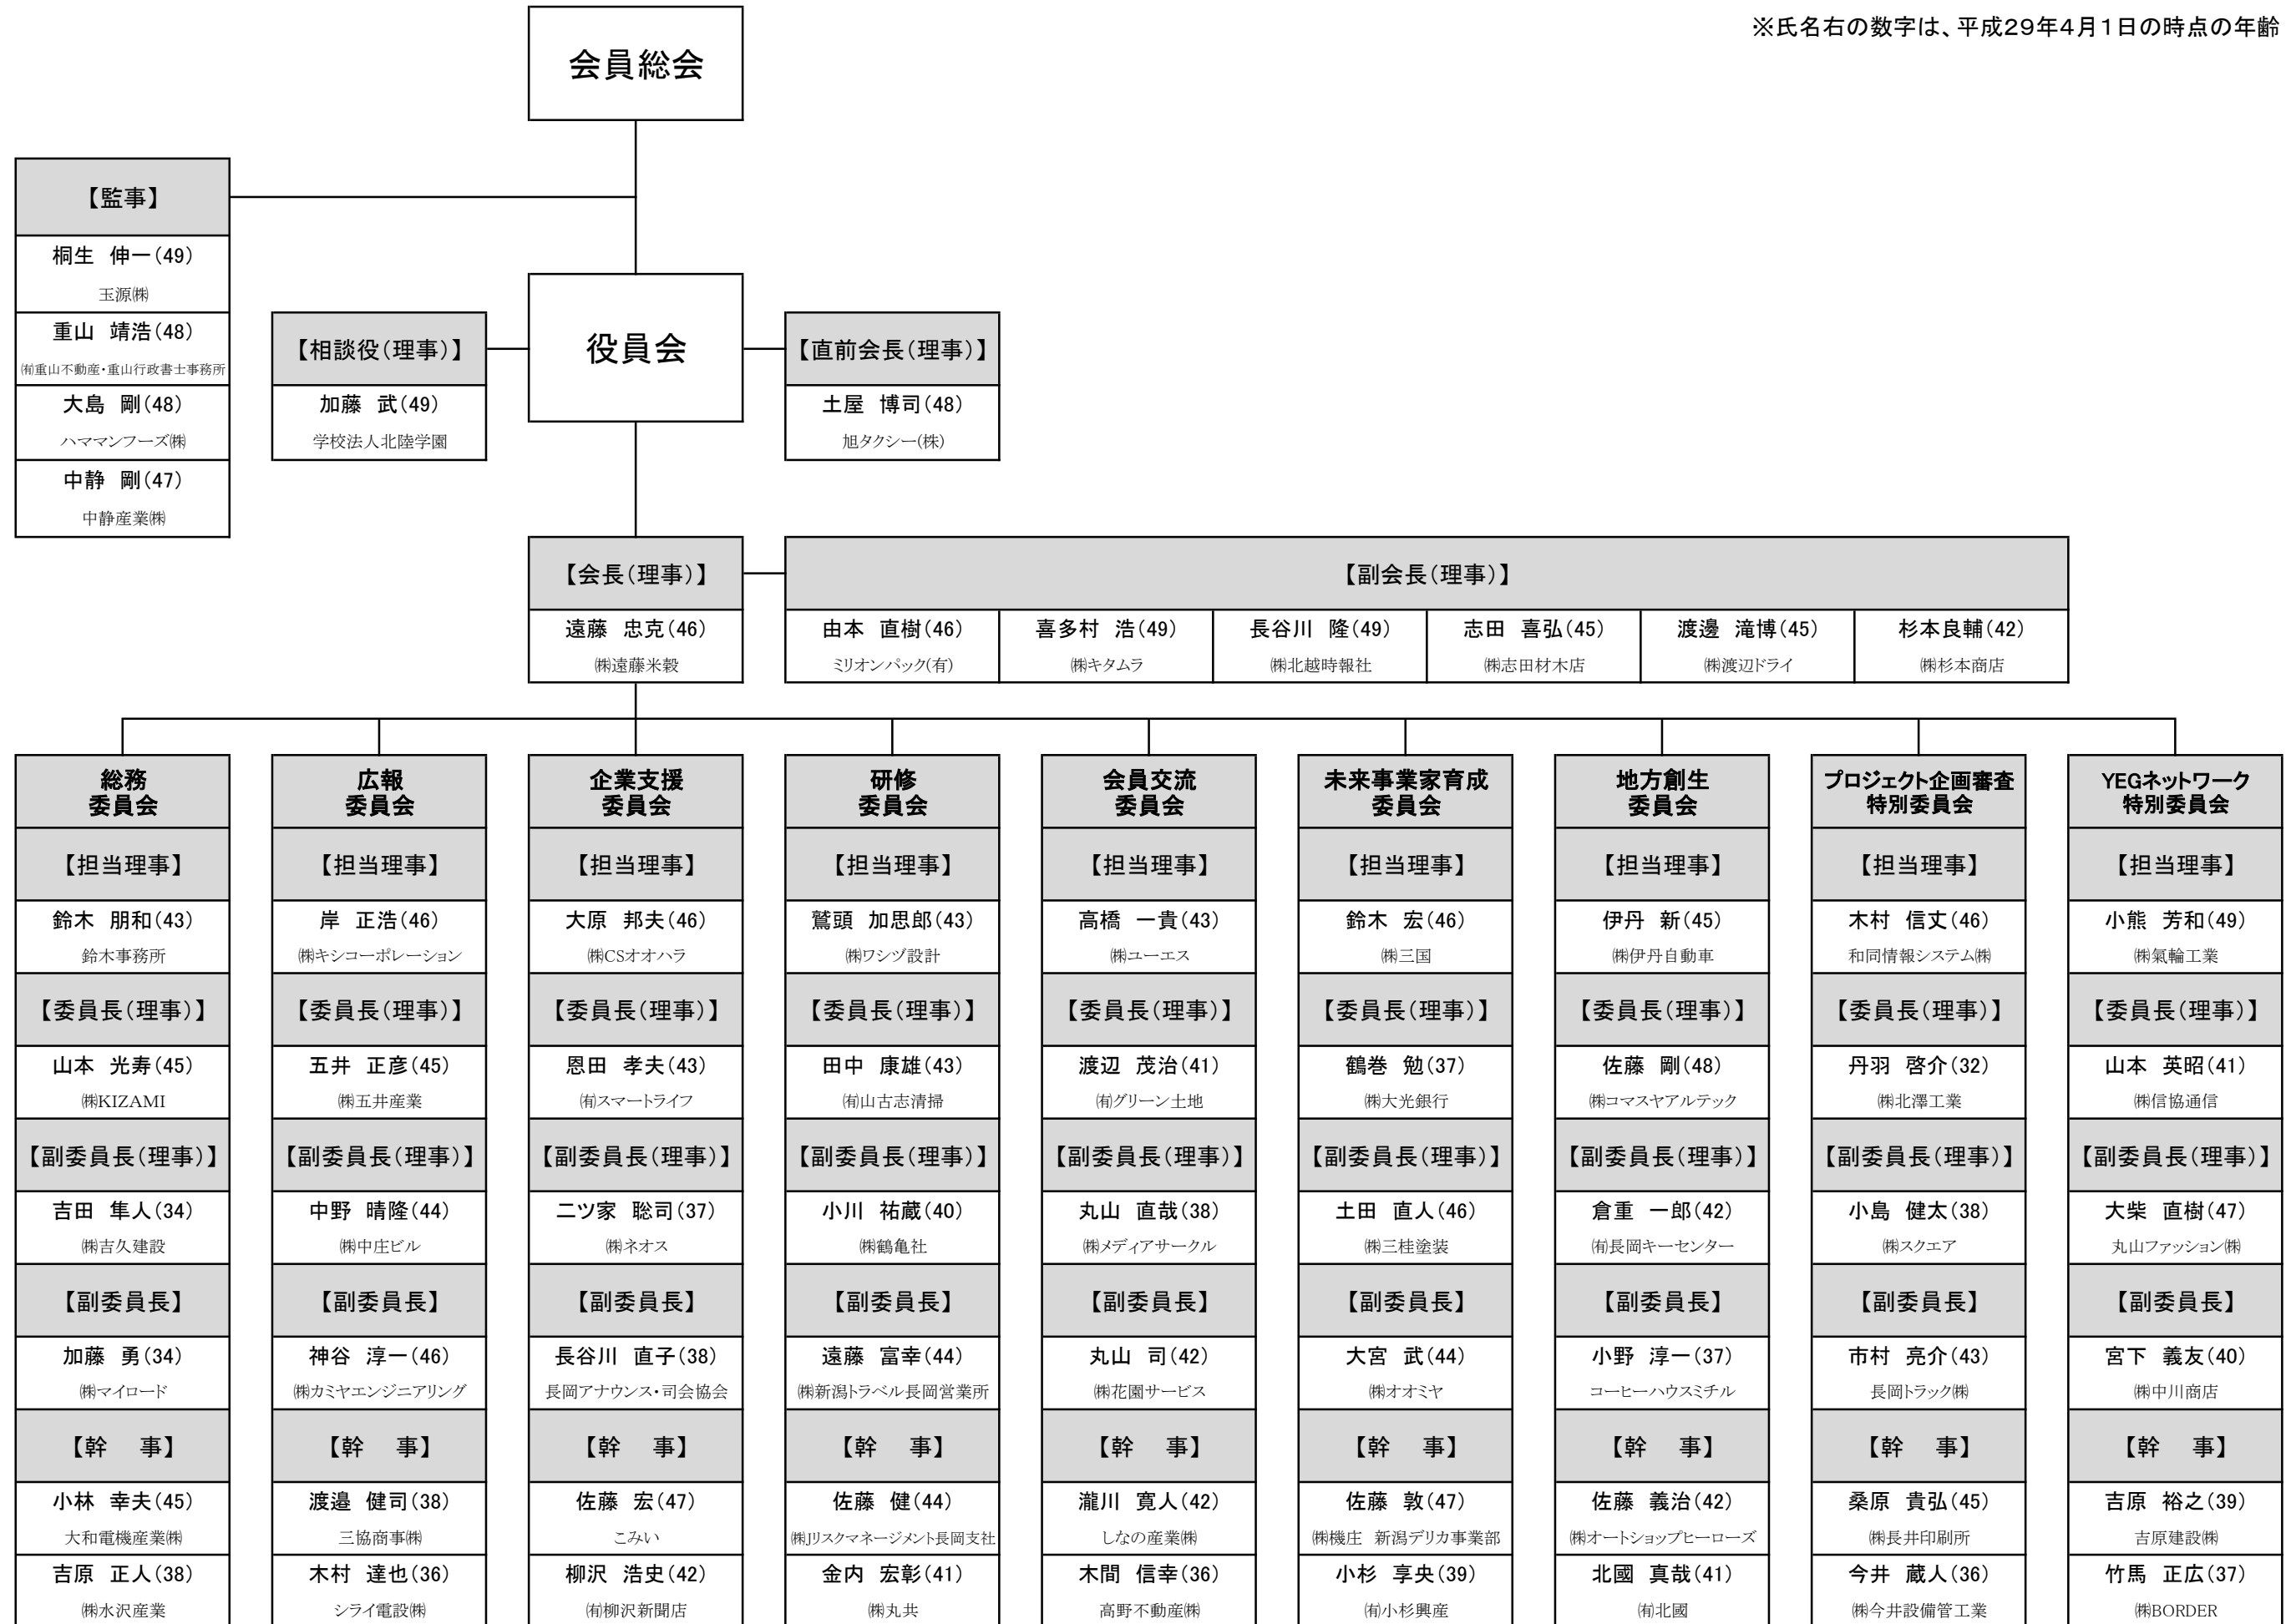 ※氏名右の数字は、平成29年4月1日の時点の年齢
会員総会
【監事】
桐生　伸一(49)
玉源㈱
重山　靖浩(48)
㈲重山不動産・重山行政書士事務所
大島　剛(48)
ハママンフーズ㈱
中静　剛(47)
中静産業㈱
【相談役(理事)】
加藤　武(49)
学校法人北陸学園
役員会
【直前会長(理事)】
土屋　博司(48)
旭タクシー(株)
【会長(理事)】
遠藤　忠克(46)
㈱遠藤米穀
【副会長(理事)】
由本　直樹(46)
ミリオンパック(有)
喜多村　浩(49)
㈱キタムラ
長谷川　隆(49)
㈱北越時報社
志田　喜弘(45)
㈱志田材木店
渡邊　滝博(45)
㈱渡辺ドライ
杉本良輔(42)
㈱杉本商店
総務
委員会
【担当理事】
鈴木　朋和(43)
鈴木事務所
【委員長(理事)】
山本　光寿(45)
㈱KIZAMI
【副委員長(理事)】
吉田　隼人(34)
㈱吉久建設
【副委員長】
加藤　勇(34)
㈱マイロード
【幹　事】
小林　幸夫(45)
大和電機産業㈱
吉原　正人(38)
㈱水沢産業
広報
委員会
【担当理事】
岸　正浩(46)
㈱キシコーポレーション
【委員長(理事)】
五井　正彦(45)
㈱五井産業
【副委員長(理事)】
中野　晴隆(44)
㈱中庄ビル
【副委員長】
神谷　淳一(46)
㈱カミヤエンジニアリング
【幹　事】
渡邉　健司(38)
三協商事㈱
木村　達也(36)
シライ電設㈱
企業支援
委員会
【担当理事】
大原　邦夫(46)
㈱CSオオハラ
【委員長(理事)】
恩田　孝夫(43)
㈲スマートライフ
【副委員長(理事)】
二ツ家　聡司(37)
㈱ネオス
【副委員長】
長谷川　直子(38)
長岡アナウンス・司会協会
【幹　事】
佐藤　宏(47)
こみい
柳沢　浩史(42)
㈲柳沢新聞店
研修
委員会
【担当理事】
鷲頭　加思郎(43)
㈱ワシヅ設計
【委員長(理事)】
田中　康雄(43)
㈲山古志清掃
【副委員長(理事)】
小川　祐蔵(40)
㈱鶴亀社
【副委員長】
遠藤　富幸(44)
㈱新潟トラベル長岡営業所
【幹　事】
佐藤　健(44)
㈱Jリスクマネージメント長岡支社
金内　宏彰(41)
㈱丸共
会員交流
委員会
【担当理事】
高橋　一貴(43)
㈱ユーエス
【委員長(理事)】
渡辺　茂治(41)
㈲グリーン土地
【副委員長(理事)】
丸山　直哉(38)
㈱メディアサークル
【副委員長】
丸山　司(42)
㈱花園サービス
【幹　事】
瀧川　寛人(42)
しなの産業㈱
木間　信幸(36)
高野不動産㈱
未来事業家育成
委員会
【担当理事】
鈴木　宏(46)
㈱三国
【委員長(理事)】
鶴巻　勉(37)
㈱大光銀行
【副委員長(理事)】
土田　直人(46)
㈱三桂塗装
【副委員長】
大宮　武(44)
㈱オオミヤ
【幹　事】
佐藤　敦(47)
㈱機庄　新潟デリカ事業部
小杉　享央(39)
㈲小杉興産
地方創生
委員会
【担当理事】
伊丹　新(45)
㈱伊丹自動車
【委員長(理事)】
佐藤　剛(48)
㈱コマスヤアルテック
【副委員長(理事)】
倉重　一郎(42)
㈲長岡キーセンター
【副委員長】
小野　淳一(37)
コーヒーハウスミチル
【幹　事】
佐藤　義治(42)
㈱オートショップヒーローズ
北國　真哉(41)
㈲北國
プロジェクト企画審査
特別委員会
【担当理事】
木村　信丈(46)
和同情報システム㈱
【委員長(理事)】
丹羽　啓介(32)
㈱北澤工業
【副委員長(理事)】
小島　健太(38)
㈱スクエア
【副委員長】
市村　亮介(43)
長岡トラック㈱
【幹　事】
桑原　貴弘(45)
㈱長井印刷所
今井　蔵人(36)
㈱今井設備管工業
YEGネットワーク
特別委員会
【担当理事】
小熊　芳和(49)
㈱氣輪工業
【委員長(理事)】
山本　英昭(41)
㈱信協通信
【副委員長(理事)】
大柴　直樹(47)
丸山ファッション㈱
【副委員長】
宮下　義友(40)
㈱中川商店
【幹　事】
吉原　裕之(39)
吉原建設㈱
竹馬　正広(37)
㈱BORDER